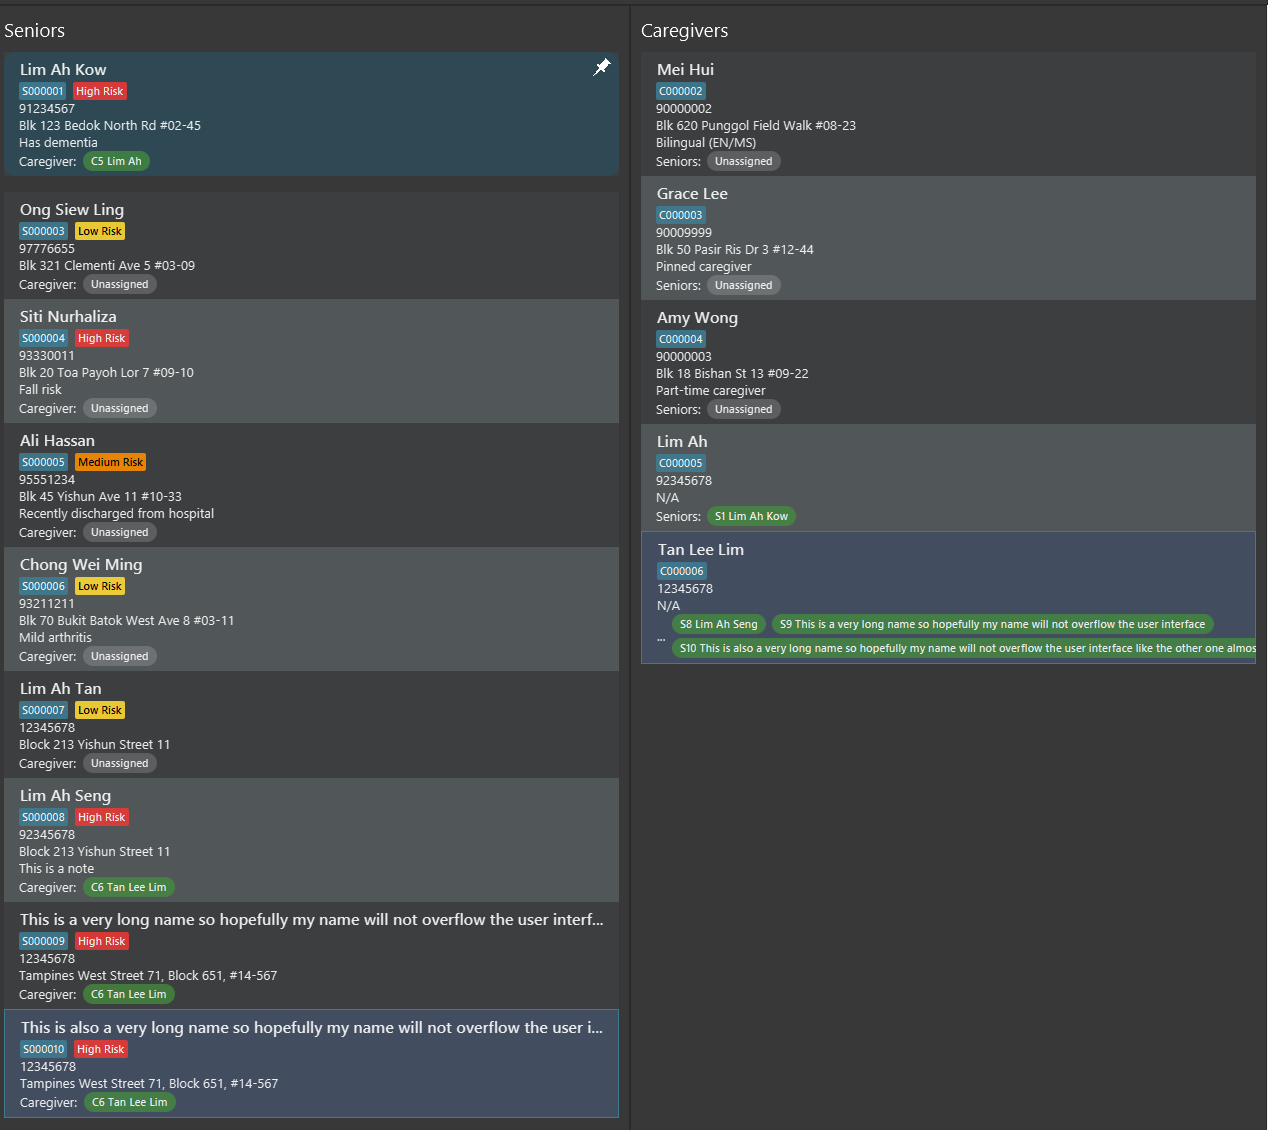 Seniors
Lim Ah Kow
S000001 High Risk
91234567
Blk 123 Bedok North Rd #02-45
Has dementia
Caregiver: C5 Lim Ah
Ong Siew Ling
S000003 Low Risk
97776655
Blk 321 Clementi Ave 5 #03-09
Caregiver: Unassigned
Siti Nurhaliza
S000004 High Risk
93330011
Blk 20 Toa Payoh Lor 7 #09-10
Fall risk
Caregiver: Unassigned
Ali Hassan
S000005 Medium Risk
95551234
Blk 45 Yishun Ave 11 #10-33
Recently discharged from hospital
Caregiver: Unassigned
Chong Wei Ming
S000006 Low Risk
93211211
Blk 70 Bukit Batok West Ave 8 #03-11
Mild arthritis
Caregiver: Unassigned
Lim Ah Tan
S000007 Low Risk
12345678
Block 213 Yishun Street 11
Caregiver: Unassigned
Lim Ah Seng
S000008 High Risk
92345678
Block 213 Yishun Street 11
This is a note
Caregiver: C6 Tan Lee Lim
This is a very long name so hopefully my name will not overflow the user interf...
S000009 High Risk
12345678
Tampines West Street 71, Block 651, #14-567
Caregiver: C6 Tan Lee Lim
This is also a very long name so hopefully my name will not overflow the user i...
S000010 High Risk
12345678
Tampines West Street 71, Block 651, #14-567
Caregiver: C6 Tan Lee Lim
Caregivers
Mei Hui
C000002
90000002
Blk 620 Punggol Field Walk #08-23
Bilingual (EN/MS)
Seniors: Unassigned
Grace Lee
C000003
90009999
Blk 50 Pasir Ris Dr 3 #12-44
Pinned caregiver
Seniors: Unassigned
Amy Wong
C000004
90000003
Blk 18 Bishan St 13 #09-22
Part-time caregiver
Seniors: Unassigned
Lim Ah
C000005
92345678
N/A
Seniors: S1 Lim Ah Kow
Tan Lee Lim
C000006
12345678
N/A
S8 Lim Ah Seng S9 This is a very long name so hopefully my name will not overflow the user interface
...
S10 This is also a very long name so hopefully my name will not overflow the user interface like the other one almos